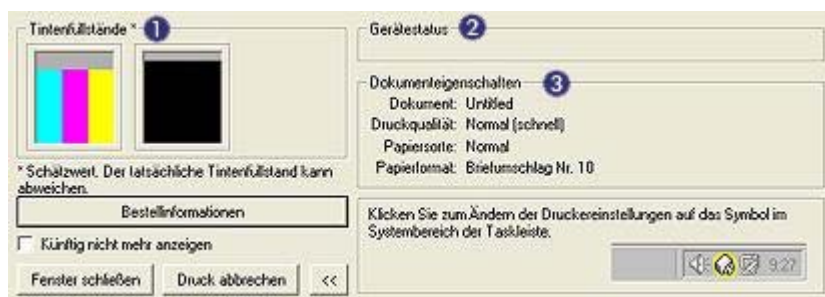 Tintenfüllstände * 1
* Schätzwert. Der tatsächliche Tintenfüllstand kann
abweichen.
Bestellinformationen
Künftig nicht mehr anzeigen
Fenster schließen
Druck abbrechen
<<
Gerätestatus 2
Dokumenteigenschaften 3
Dokument: Untitled
Druckqualität: Normal (schnell)
Papiersorte: Normal
Papierformat: Briefumschlag Nr. 10
Klicken Sie zum Ändern der Druckereinstellungen auf das Symbol im
Systembereich der Taskleiste.
9:27